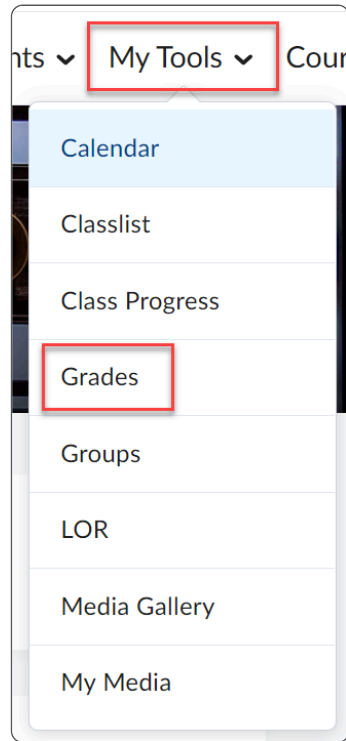 nts My Tools Cour
Calendar
Classlist
Class Progress
Grades
Groups
LOR
Media Gallery
My Media